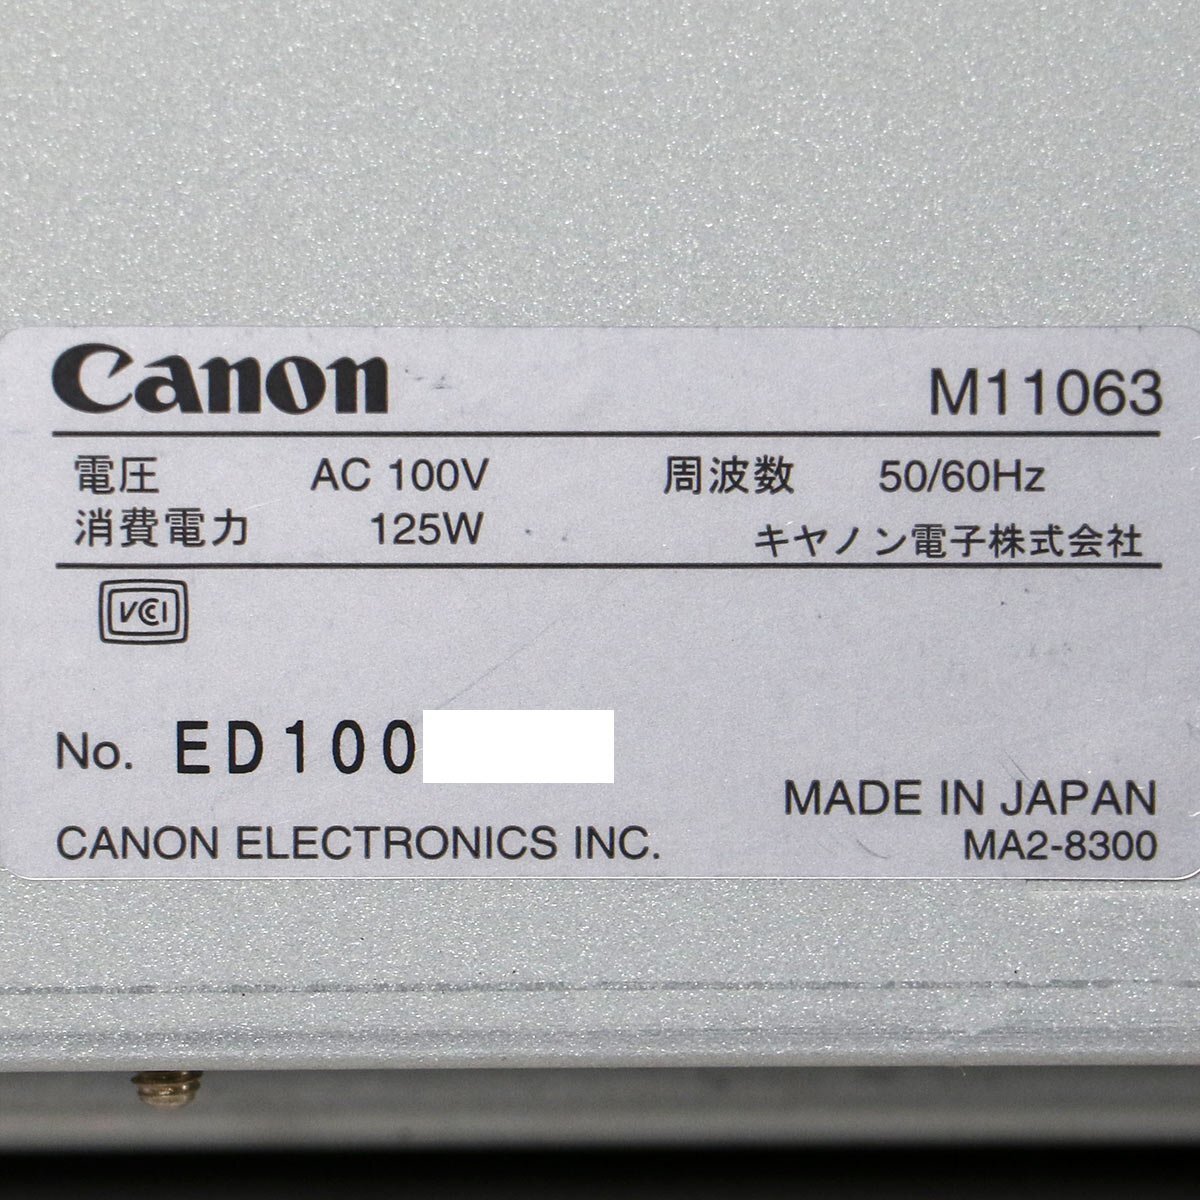 Canon M11063
電圧 AC 100V 周波数 50/60Hz
消費電力 125W キヤノン電子株式会社
VCCI
No. ED100
MADE IN JAPAN
CANON ELECTRONICS INC. MA2-8300